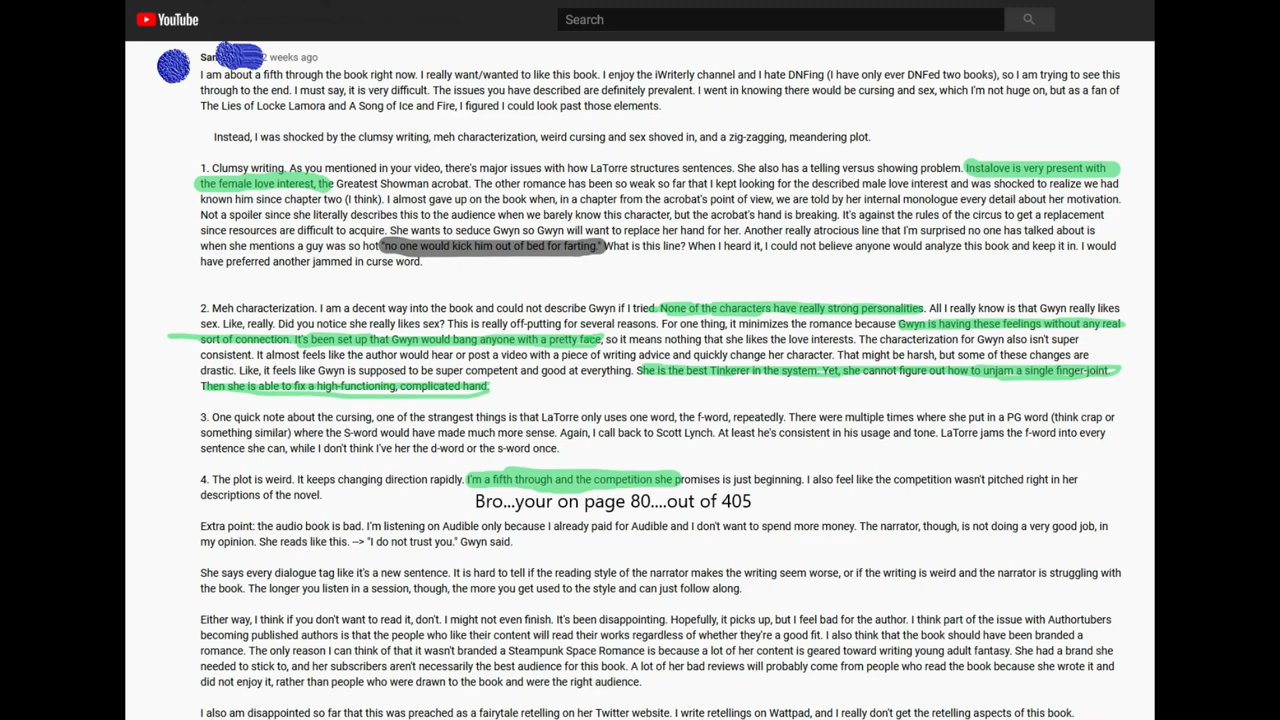 YouTube
Search
San 2 weeks ago
I am about a fifth through the book right now. I really want/wanted to like this book. I enjoy the iWriterly channel and I hate DNFing (I have only ever DNFed two books), so I am trying to see this
through to the end. I must say, it is very difficult. The issues you have described are definitely prevalent. I went in knowing there would be cursing and sex, which I'm not huge on, but as a fan of
The Lies of Locke Lamora and A Song of Ice and Fire, I figured I could look past those elements.
Instead, I was shocked by the clumsy writing, meh characterization, weird cursing and sex shoved in, and a zig-zagging, meandering plot.
1. Clumsy writing. As you mentioned in your video, there's major issues with how LaTorre structures sentences. She also has a telling versus showing problem. Instalove is very present with
the female love interest, the Greatest Showman acrobat. The other romance has been so weak so far that I kept looking for the described male love interest and was shocked to realize we had
known him since chapter two (I think). I almost gave up on the book when, in a chapter from the acrobat's point of view, we are told by her internal monologue every detail about her motivation.
Not a spoiler since she literally describes this to the audience when we barely know this character, but the acrobat's hand is breaking. It's against the rules of the circus to get a replacement
since resources are difficult to acquire. She wants to seduce Gwyn so Gwyn will want to replace her hand for her. Another really atrocious line that I'm surprised no one has talked about is
when she mentions a guy was so hot "no one would kick him out of bed for farting." What is this line? When I heard it, I could not believe anyone would analyze this book and keep it in. I would
have preferred another jammed in curse word.
2. Meh characterization. I am a decent way into the book and could not describe Gwyn if I tried. None of the characters have really strong personalities. All I really know is that Gwyn really likes
sex. Like, really. Did you notice she really likes sex? This is really off-putting for several reasons. For one thing, it minimizes the romance because Gwyn is having these feelings without any real
sort of connection. It's been set up that Gwyn would bang anyone with a pretty face, so it means nothing that she likes the love interests. The characterization for Gwyn also isn't super
consistent. It almost feels like the author would hear or post a video with a piece of writing advice and quickly change her character. That might be harsh, but some of these changes are
drastic. Like, it feels like Gwyn is supposed to be super competent and good at everything. She is the best Tinkerer in the system. Yet, she cannot figure out how to unjam a single finger-joint.
Then she is able to fix a high-functioning, complicated hand.
3. One quick note about the cursing, one of the strangest things is that LaTorre only uses one word, the f-word, repeatedly. There were multiple times where she put in a PG word (think crap or
something similar) where the S-word would have made much more sense. Again, I call back to Scott Lynch. At least he's consistent in his usage and tone. LaTorre jams the f-word into every
sentence she can, while I don't think I've her the d-word or the s-word once.
4. The plot is weird. It keeps changing direction rapidly. I'm a fifth through and the competition she promises is just beginning. I also feel like the competition wasn't pitched right in her
descriptions of the novel.
Bro...your on page 80....out of 405
Extra point: the audio book is bad. I'm listening on Audible only because I already paid for Audible and I don't want to spend more money. The narrator, though, is not doing a very good job, in
my opinion. She reads like this. --> "I do not trust you." Gwyn said.
She says every dialogue tag like it's a new sentence. It is hard to tell if the reading style of the narrator makes the writing seem worse, or if the writing is weird and the narrator is struggling with
the book. The longer you listen in a session, though, the more you get used to the style and can just follow along.
Either way, I think if you don't want to read it, don't. I might not even finish. It's been disappointing. Hopefully, it picks up, but I feel bad for the author. I think part of the issue with Authortubers
becoming published authors is that the people who like their content will read their works regardless of whether they're a good fit. I also think that the book should have been branded a
romance. The only reason I can think of that it wasn't branded a Steampunk Space Romance is because a lot of her content is geared toward writing young adult fantasy. She had a brand she
needed to stick to, and her subscribers aren't necessarily the best audience for this book. A lot of her bad reviews will probably come from people who read the book because she wrote it and
did not enjoy it, rather than people who were drawn to the book and were the right audience.
I also am disappointed so far that this was preached as a fairytale retelling on her Twitter website. I write retellings on Wattpad, and I really don't get the retelling aspects of this book.